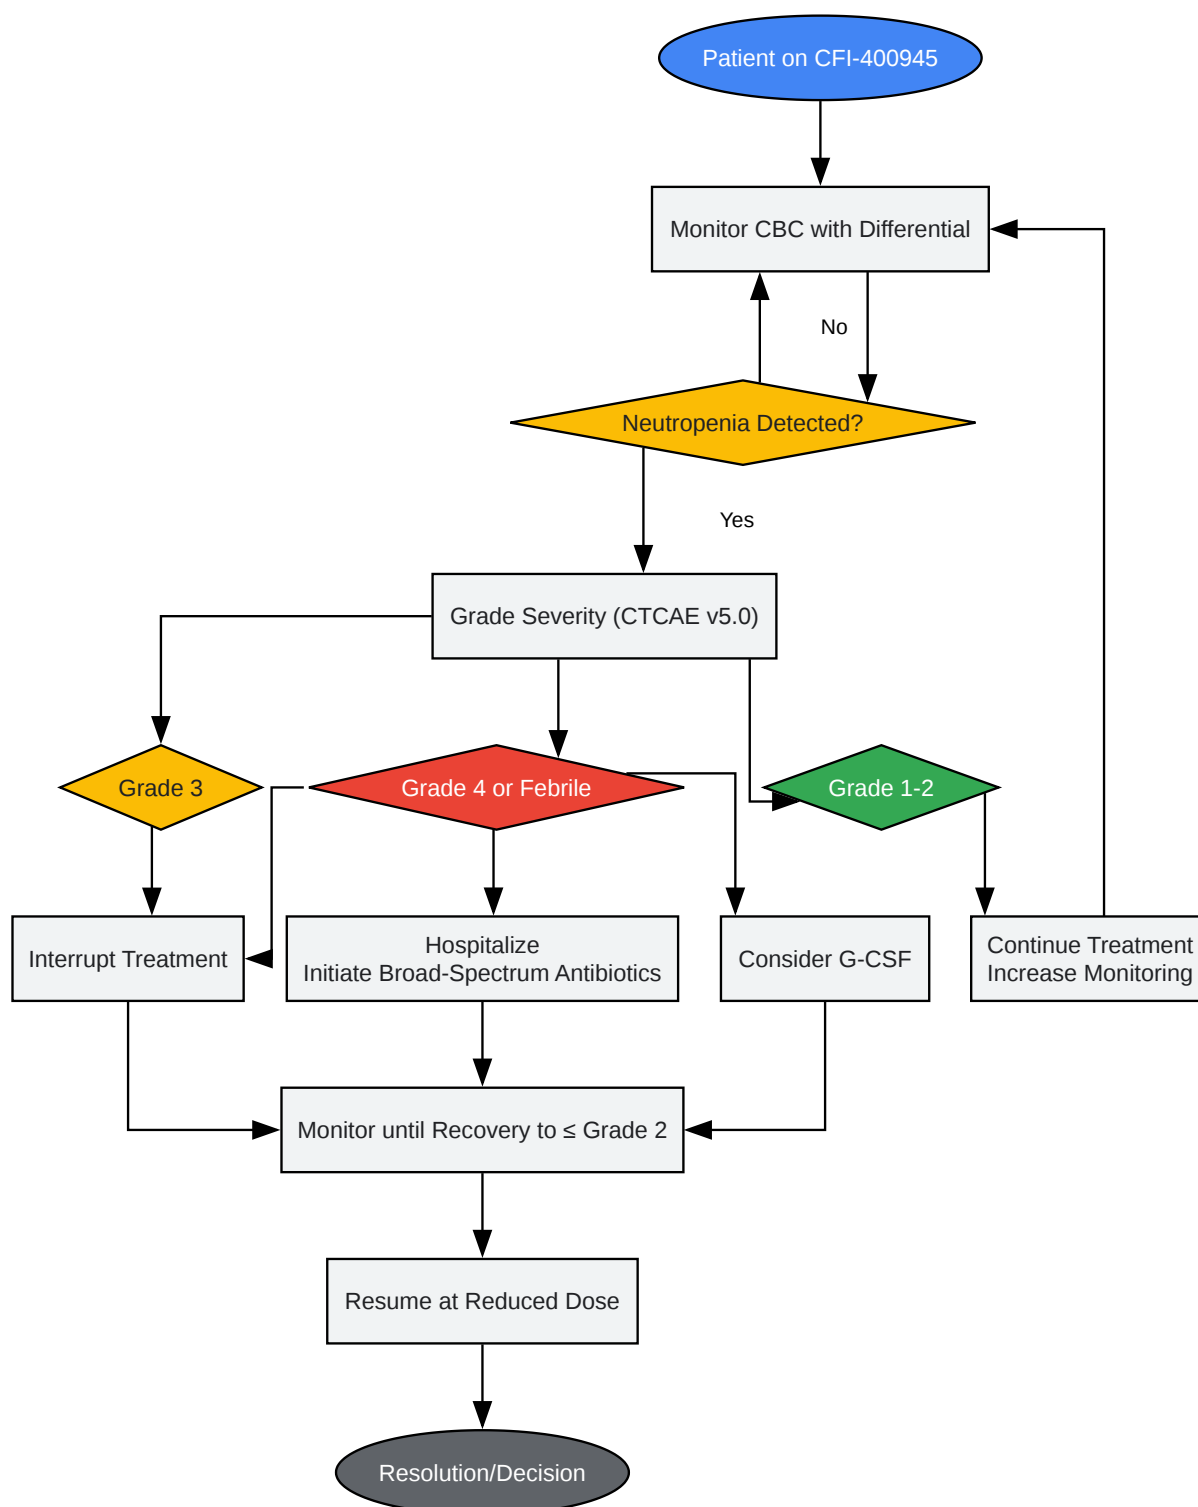 Patient on CFI-400945
Monitor CBC with Differential
No
Neutropenia Detected?
Yes
Grade Severity (CTCAE v5.0)
Grade 3
Grade 4 or Febrile
Grade 1-2
Interrupt Treatment
Hospitalize
Initiate Broad-Spectrum Antibiotics
Consider G-CSF
Continue Treatment
Increase Monitoring
Monitor until Recovery to ≤ Grade 2
Resume at Reduced Dose
Resolution/Decision